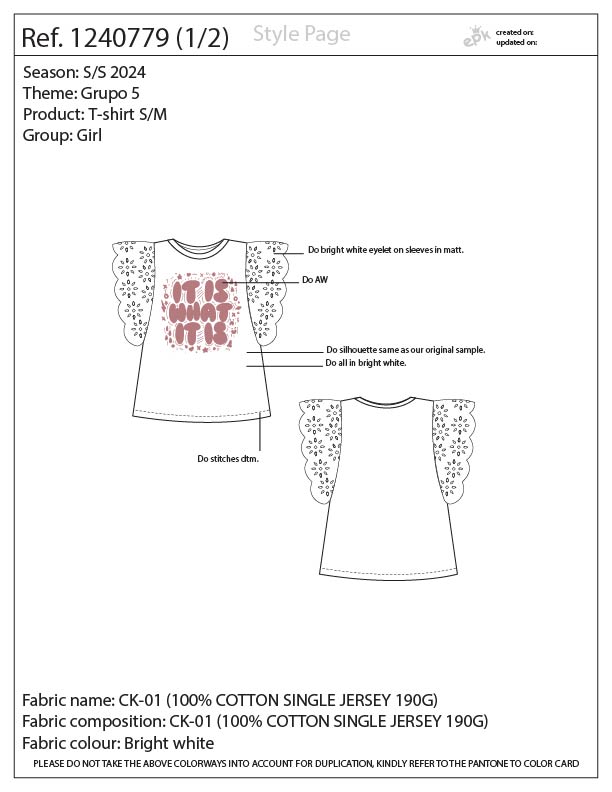 Ref. 1240779 (1/2)
Style Page
epk
created on:
updated on:
Season: S/S 2024
Theme: Grupo 5
Product: T-shirt S/M
Group: Girl
Do bright white eyelet on sleeves in matt.
Do AW
IT IS
WHAT
IT IS
Do silhouette same as our original sample.
Do all in bright white.
Do stitches dtm.
Fabric name: CK-01 (100% COTTON SINGLE JERSEY 190G)
Fabric composition: CK-01 (100% COTTON SINGLE JERSEY 190G)
Fabric colour: Bright white
PLEASE DO NOT TAKE THE ABOVE COLORWAYS INTO ACCOUNT FOR DUPLICATION, KINDLY REFER TO THE PANTONE TO COLOR CARD